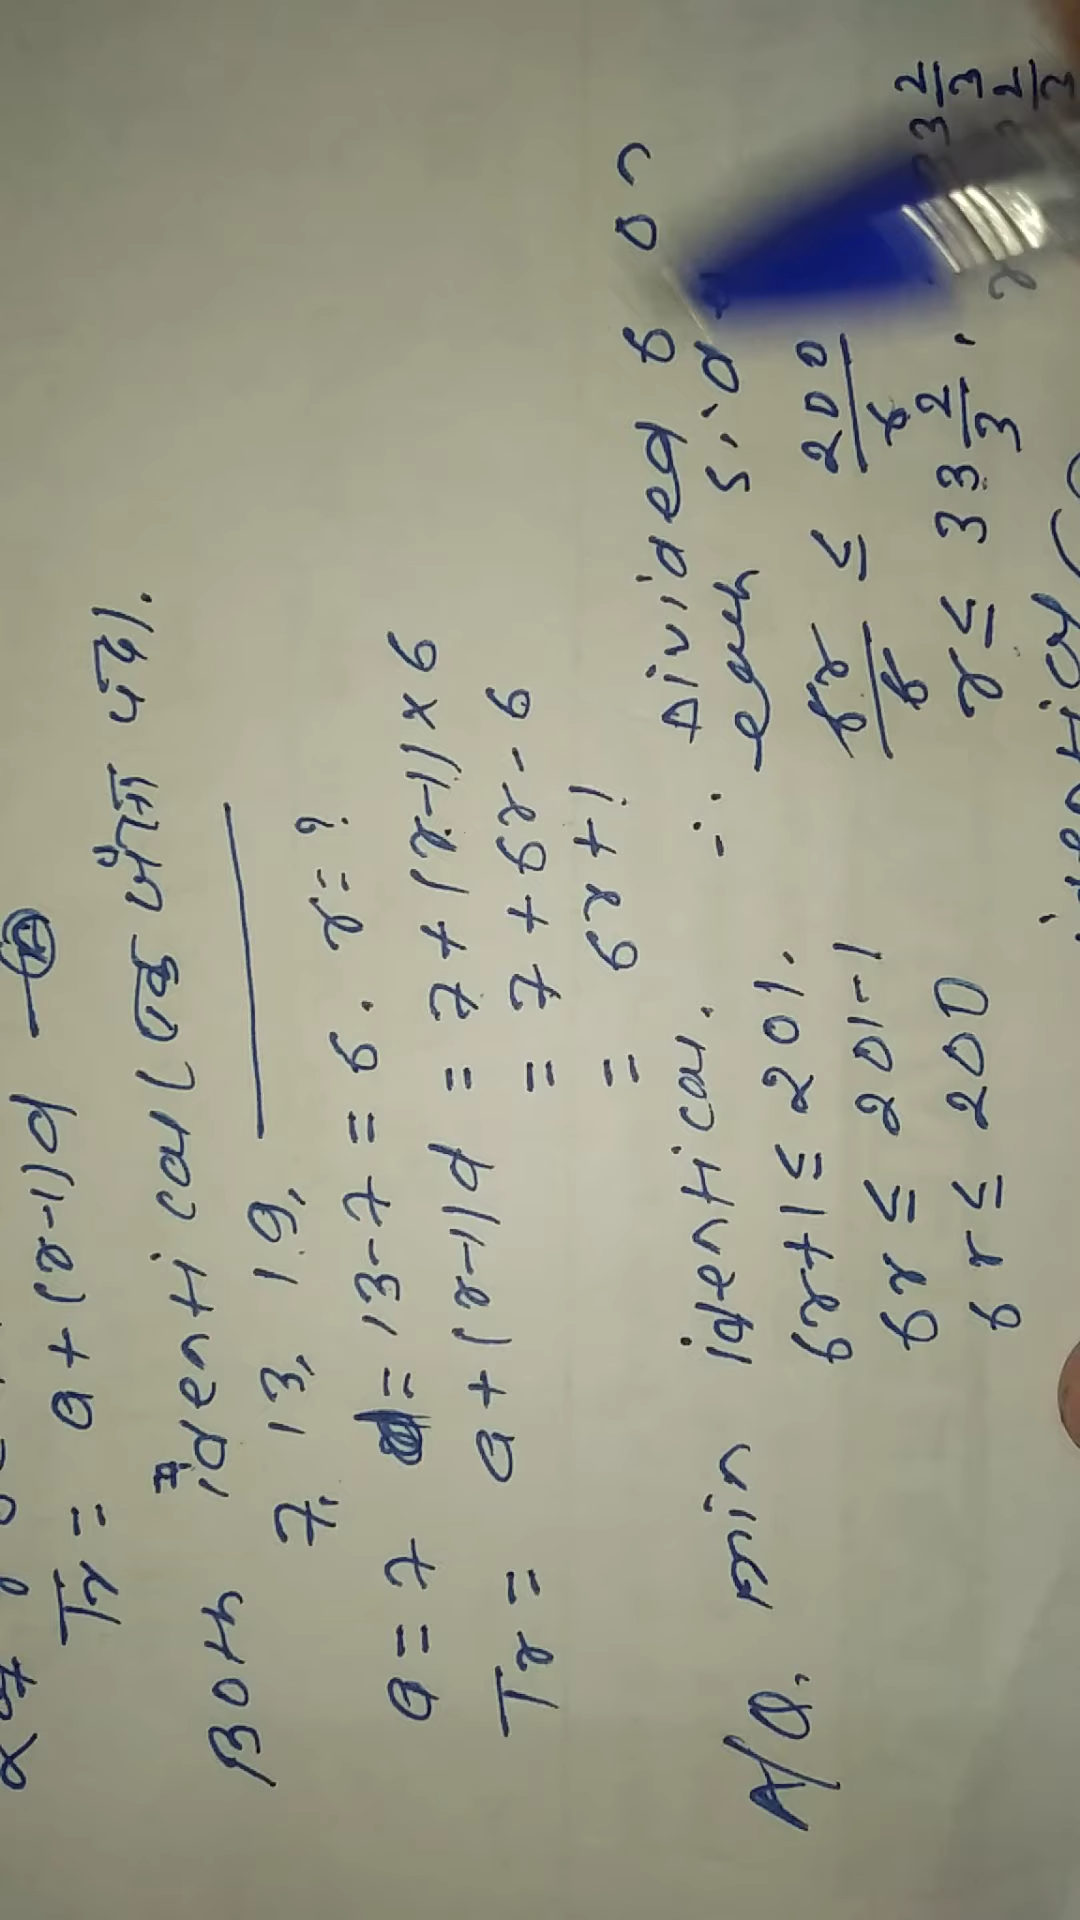 Tr = a + (r-1)d —
Both identical (एक जैसा पद).
7, 13, 19,
a = 7 d = 13-7 = 6. r = ?
Tr = a + (r-1)d = 7 + (r-1) x 6
= 7 + 6r - 6
= 6r + 1
A/Q. min identical. ∴ Divided 6 on
6r+1 ≤ 201. each sid
6r ≤ 201-1 6r/6 ≤ 200/6
6r ≤ 200 r ≤ 33 2/3,